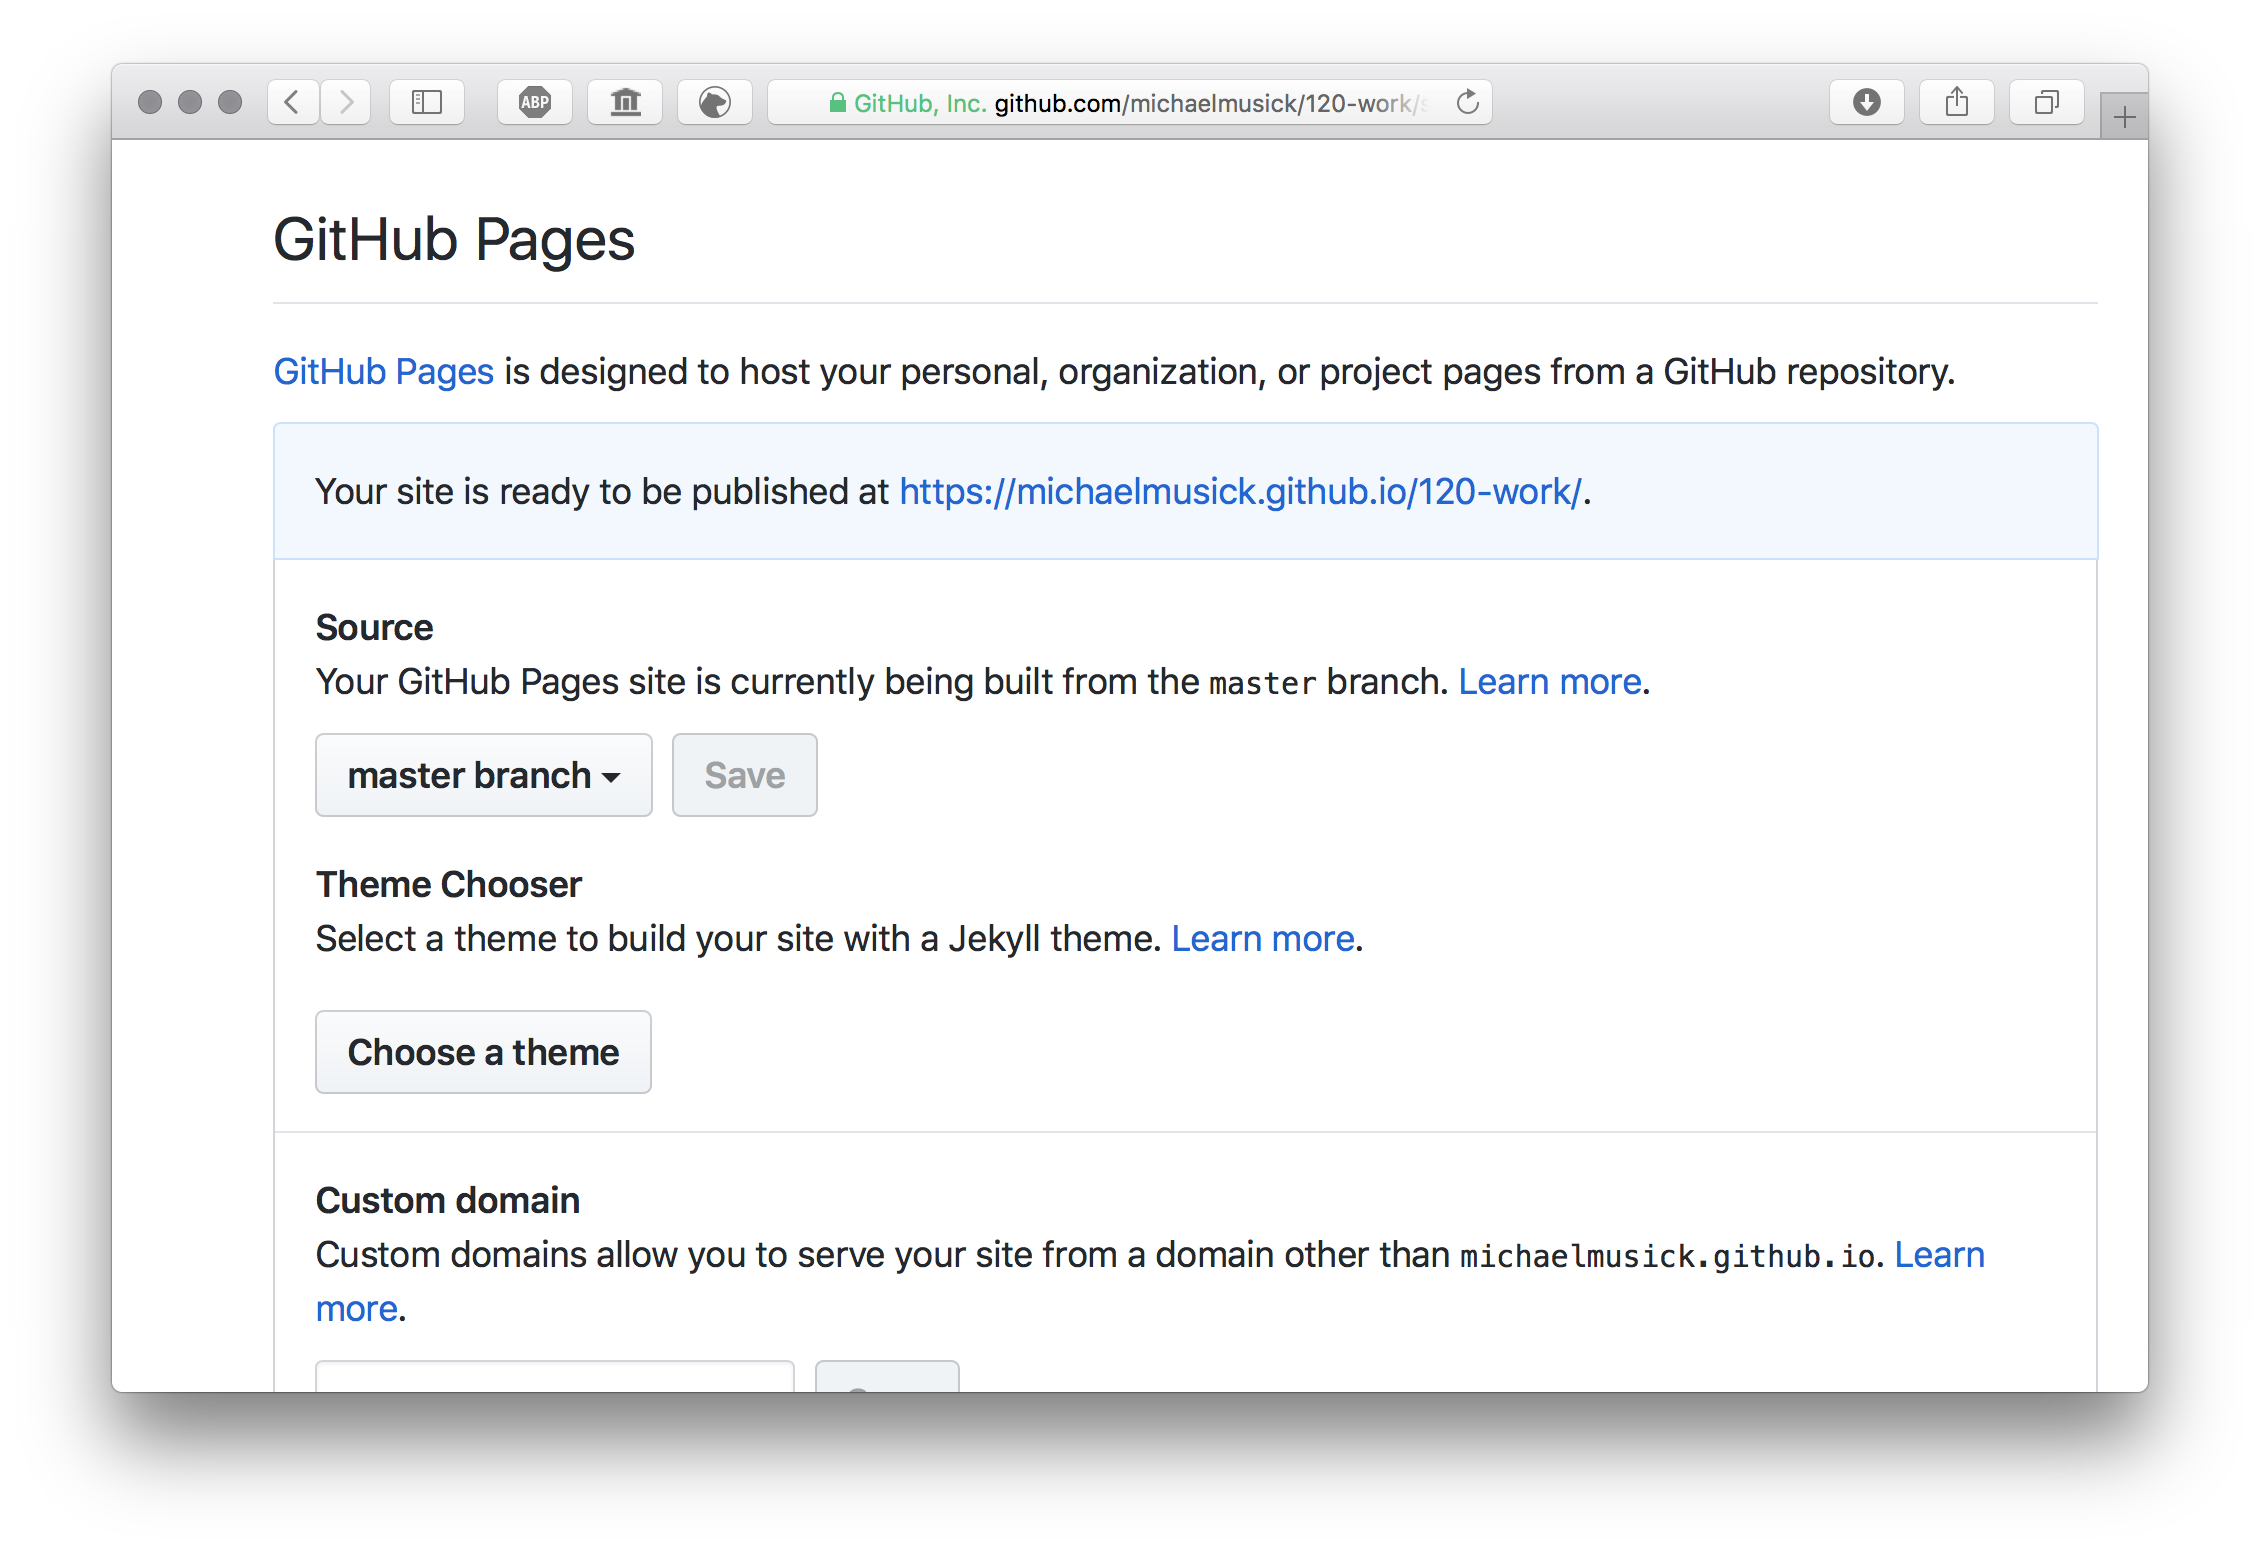 ABP
GitHub, Inc. github.com/michaelmusick/120-work/s
GitHub Pages
GitHub Pages is designed to host your personal, organization, or project pages from a GitHub repository.
Your site is ready to be published at https://michaelmusick.github.io/120-work/.
Source
Your GitHub Pages site is currently being built from the master branch. Learn more.
master branch Save
Theme Chooser
Select a theme to build your site with a Jekyll theme. Learn more.
Choose a theme
Custom domain
Custom domains allow you to serve your site from a domain other than michaelmusick.github.io. Learn
more.